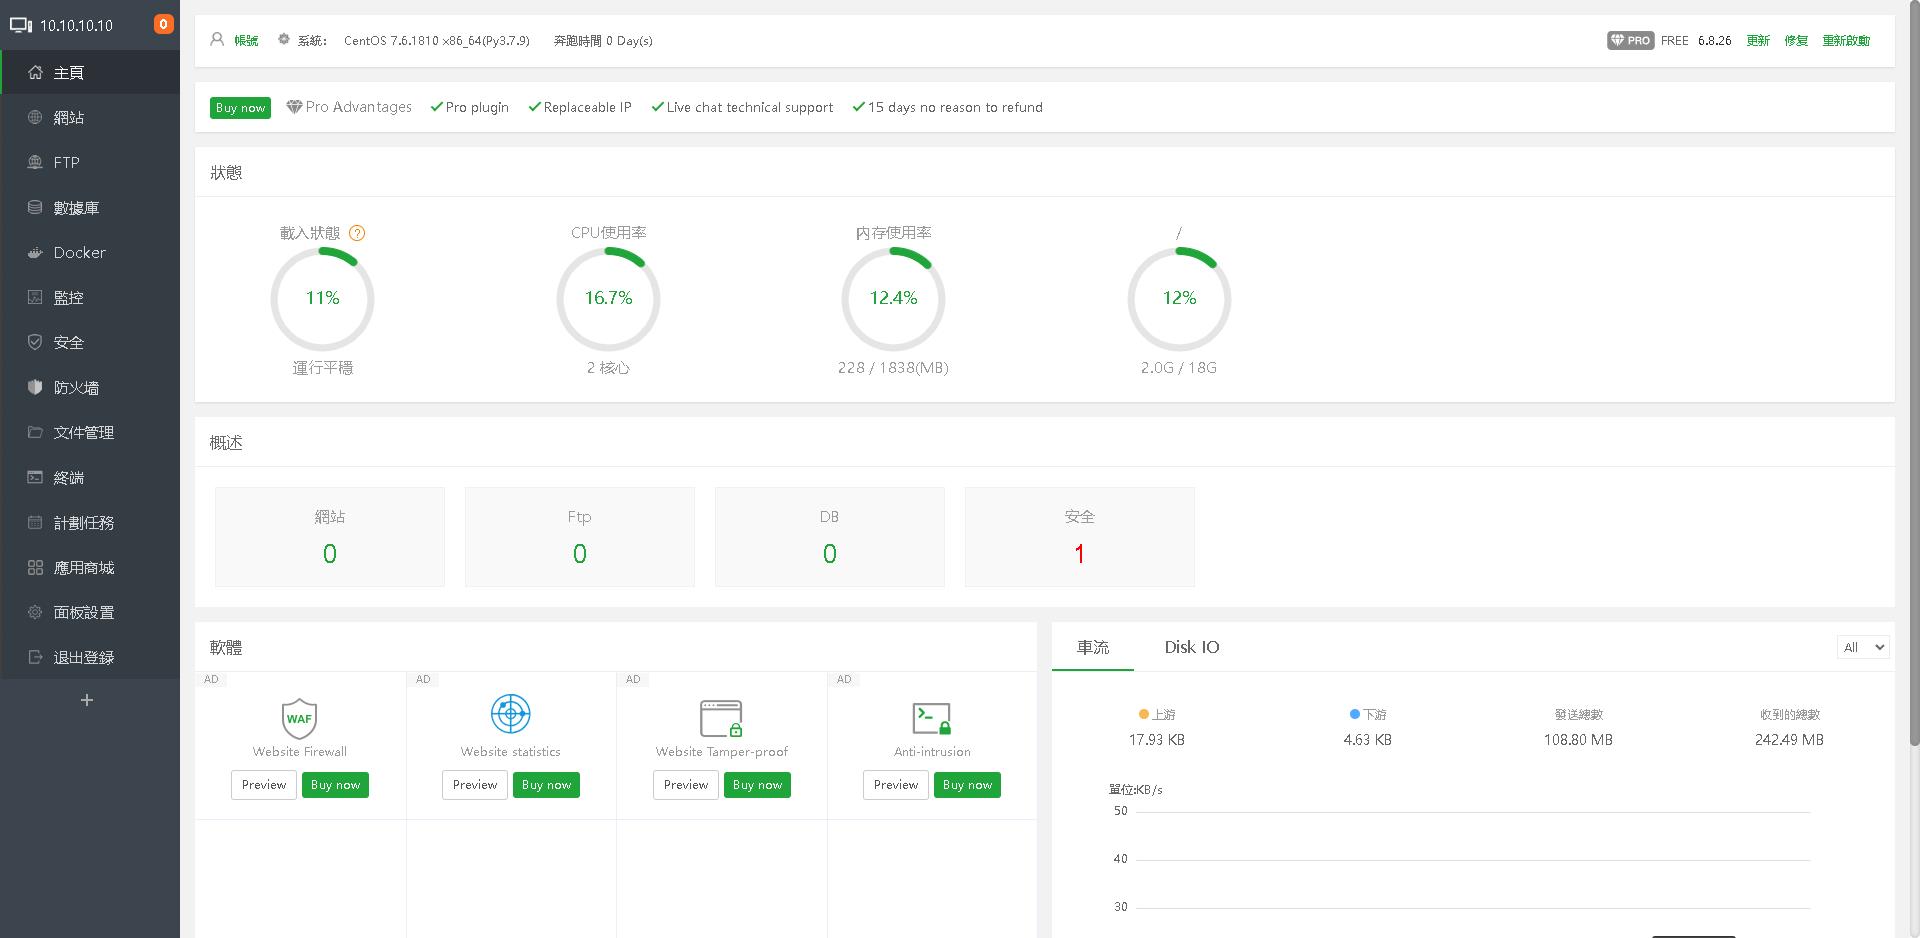 10.10.10.10
0
主頁
網站
FTP
數據庫
Docker
監控
安全
防火墻
文件管理
終端
計劃任務
應用商城
面板設置
退出登錄
+
帳號 系統: CentOS 7.6.1810 x86_64(Py3.7.9) 奔跑時間 0 Day(s)
PRO FREE 6.8.26 更新 修复 重新啟動
Buy now Pro Advantages Pro plugin Replaceable IP Live chat technical support 15 days no reason to refund
狀態
載入狀態 ? CPU使用率 内存使用率 /
11% 16.7% 12.4% 12%
運行平穩 2 核心 228 / 1838(MB) 2.0G / 18G
概述
網站 Ftp DB 安全
0 0 0 1
軟體
AD AD AD AD
WAF
Website Firewall Website statistics Website Tamper-proof Anti-intrusion
Preview Buy now Preview Buy now Preview Buy now Preview Buy now
車流 Disk IO All
上游 下游 發送總數 收到的總數
17.93 KB 4.63 KB 108.80 MB 242.49 MB
單位:KB/s
50
40
30